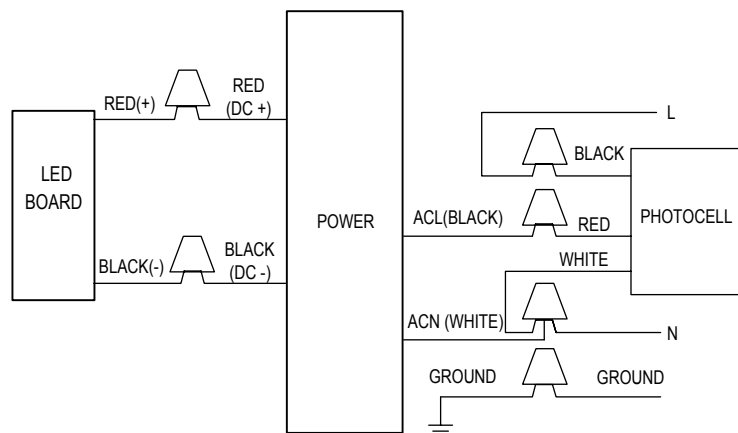 RED(+)
RED
(DC +)
LED
BOARD
BLACK(-)
BLACK
(DC -)
POWER
L
BLACK
PHOTOCELL
ACL(BLACK)
RED
WHITE
ACN (WHITE)
N
GROUND
GROUND